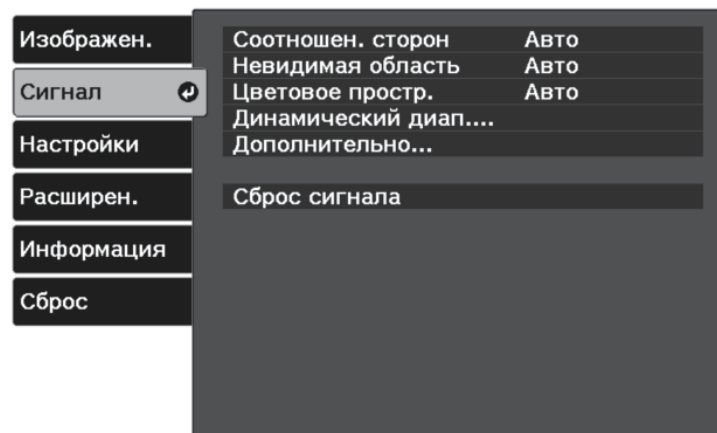 Изображен.
Сигнал
Настройки
Расширен.
Информация
Сброс
Соотношен. сторон Авто
Невидимая область Авто
Цветовое простр. Авто
Динамический диап....
Дополнительно...
Сброс сигнала